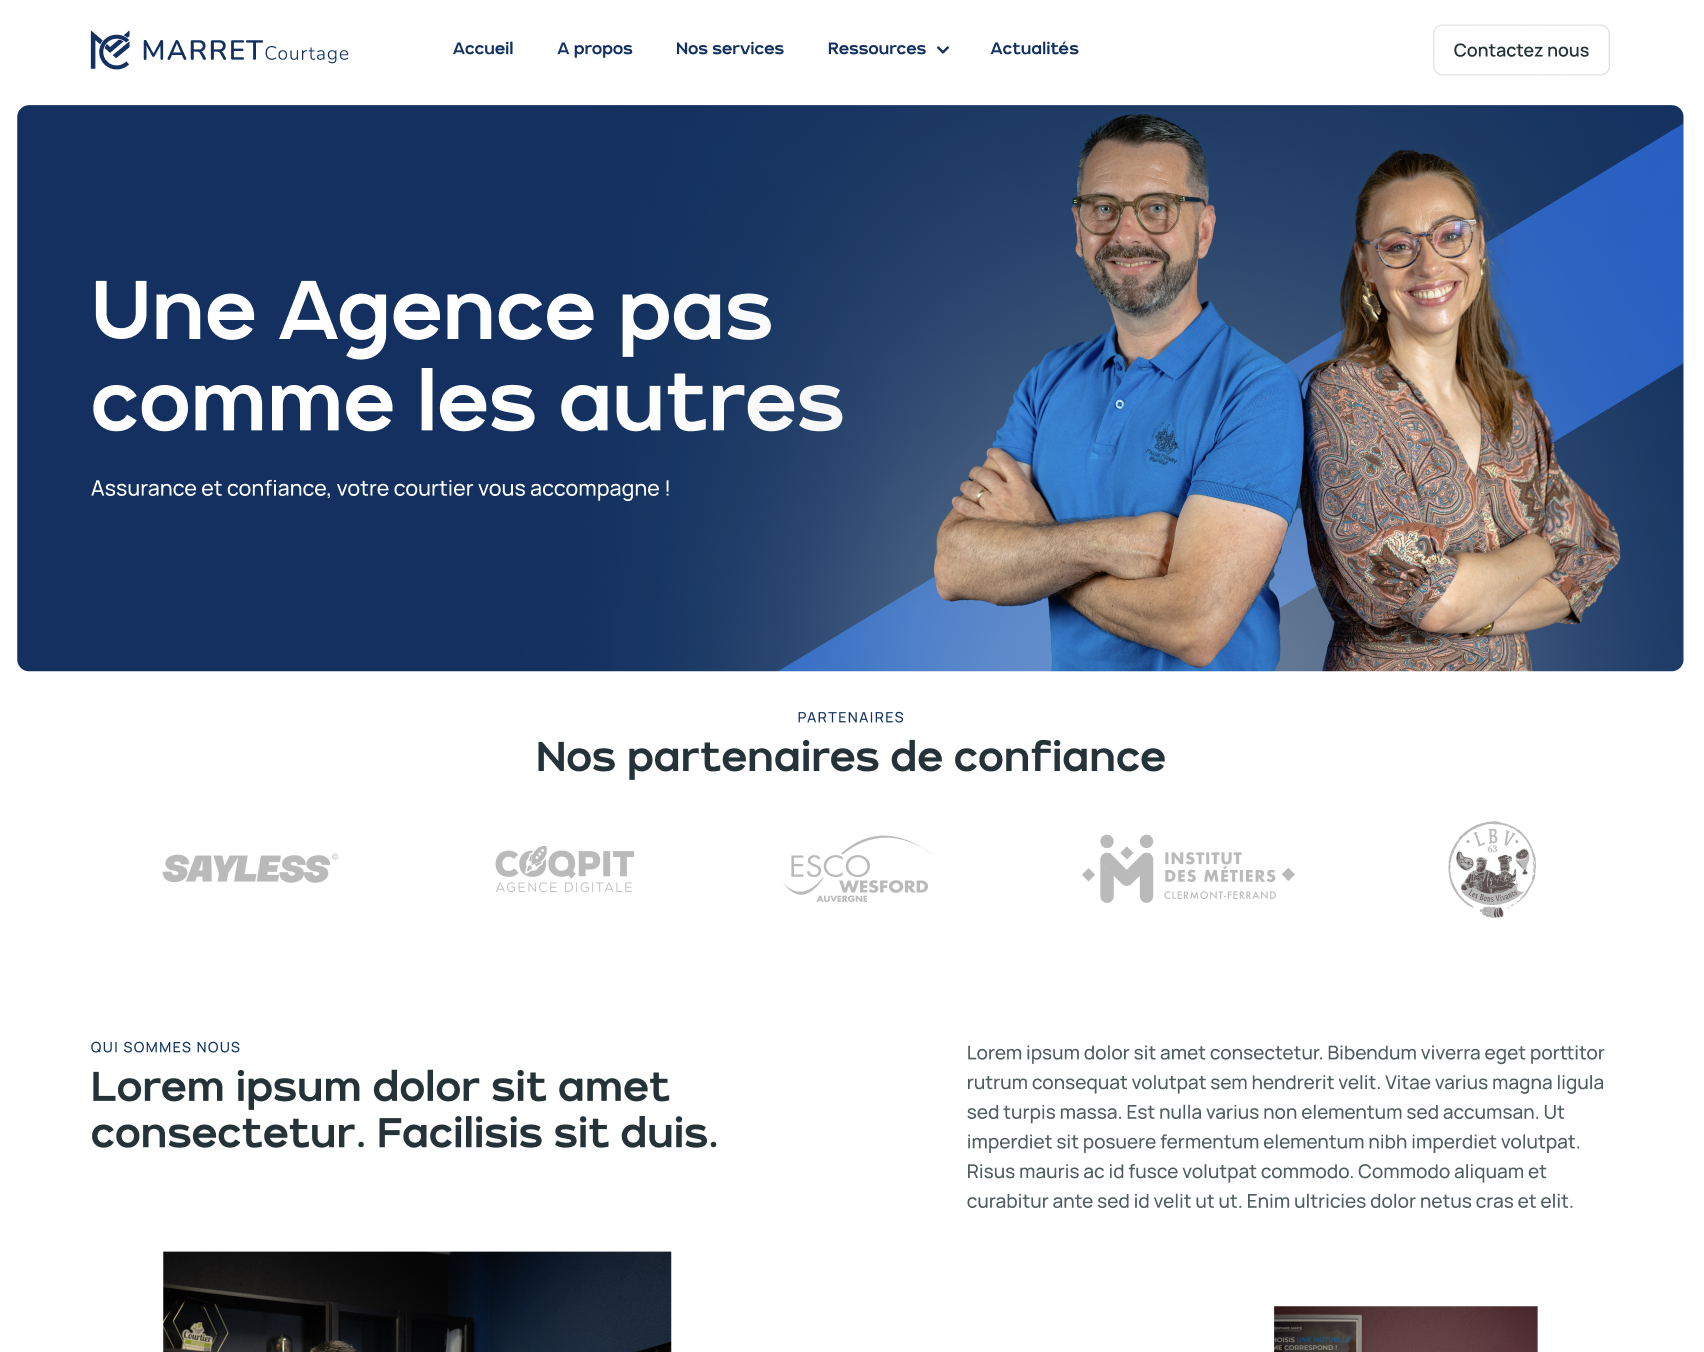 MARRET Courtage
Accueil
A propos
Nos services
Ressources
Actualités
Contactez nous
Une Agence pas
comme les autres
Assurance et confiance, votre courtier vous accompagne !
PARTENAIRES
Nos partenaires de confiance
SAYLESS©
COQPIT
AGENCE DIGITALE
ESCO
WESFORD
AUVERGNE
INSTITUT
DES MÉTIERS
CLERMONT-FERRAND
LBV
63
Les Bons Vivants
QUI SOMMES NOUS
Lorem ipsum dolor sit amet
consectetur. Facilisis sit duis.
Lorem ipsum dolor sit amet consectetur. Bibendum viverra eget porttitor
rutrum consequat volutpat sem hendrerit velit. Vitae varius magna ligula
sed turpis massa. Est nulla varius non elementum sed accumsan. Ut
imperdiet sit posuere fermentum elementum nibh imperdiet volutpat.
Risus mauris ac id fusce volutpat commodo. Commodo aliquam et
curabitur ante sed id velit ut ut. Enim ultricies dolor netus cras et elit.
Courtier
UNE MUTUELLE
CORRESPOND !